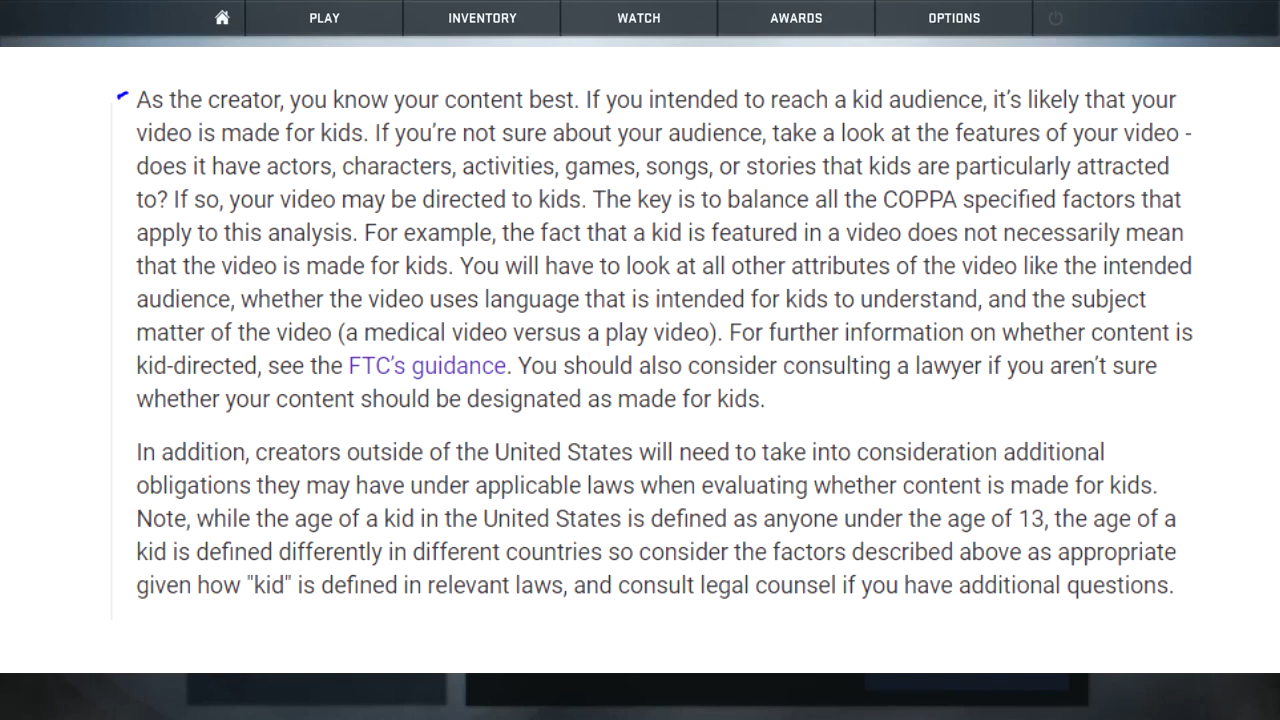 PLAY INVENTORY WATCH AWARDS OPTIONS
As the creator, you know your content best. If you intended to reach a kid audience, it’s likely that your
video is made for kids. If you’re not sure about your audience, take a look at the features of your video -
does it have actors, characters, activities, games, songs, or stories that kids are particularly attracted
to? If so, your video may be directed to kids. The key is to balance all the COPPA specified factors that
apply to this analysis. For example, the fact that a kid is featured in a video does not necessarily mean
that the video is made for kids. You will have to look at all other attributes of the video like the intended
audience, whether the video uses language that is intended for kids to understand, and the subject
matter of the video (a medical video versus a play video). For further information on whether content is
kid-directed, see the FTC’s guidance. You should also consider consulting a lawyer if you aren’t sure
whether your content should be designated as made for kids.
In addition, creators outside of the United States will need to take into consideration additional
obligations they may have under applicable laws when evaluating whether content is made for kids.
Note, while the age of a kid in the United States is defined as anyone under the age of 13, the age of a
kid is defined differently in different countries so consider the factors described above as appropriate
given how "kid" is defined in relevant laws, and consult legal counsel if you have additional questions.